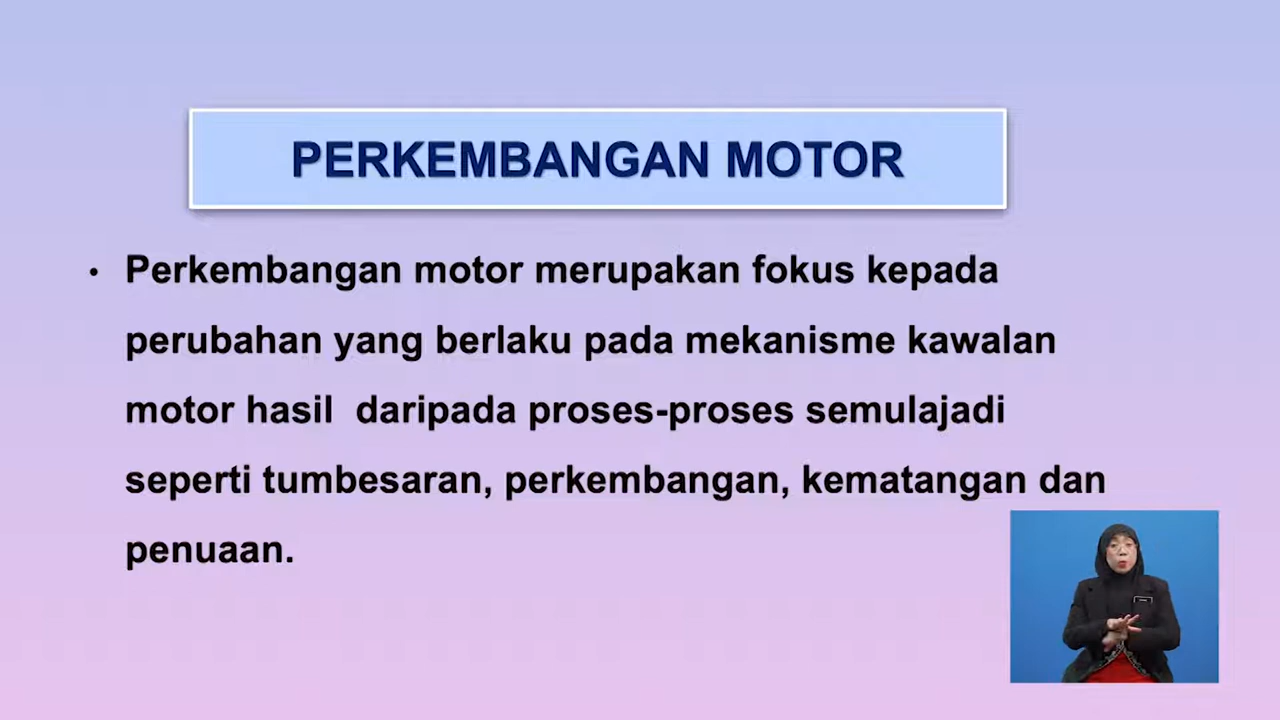 PERKEMBANGAN MOTOR
• Perkembangan motor merupakan fokus kepada
perubahan yang berlaku pada mekanisme kawalan
motor hasil  daripada proses-proses semulajadi
seperti tumbesaran, perkembangan, kematangan dan
penuaan.